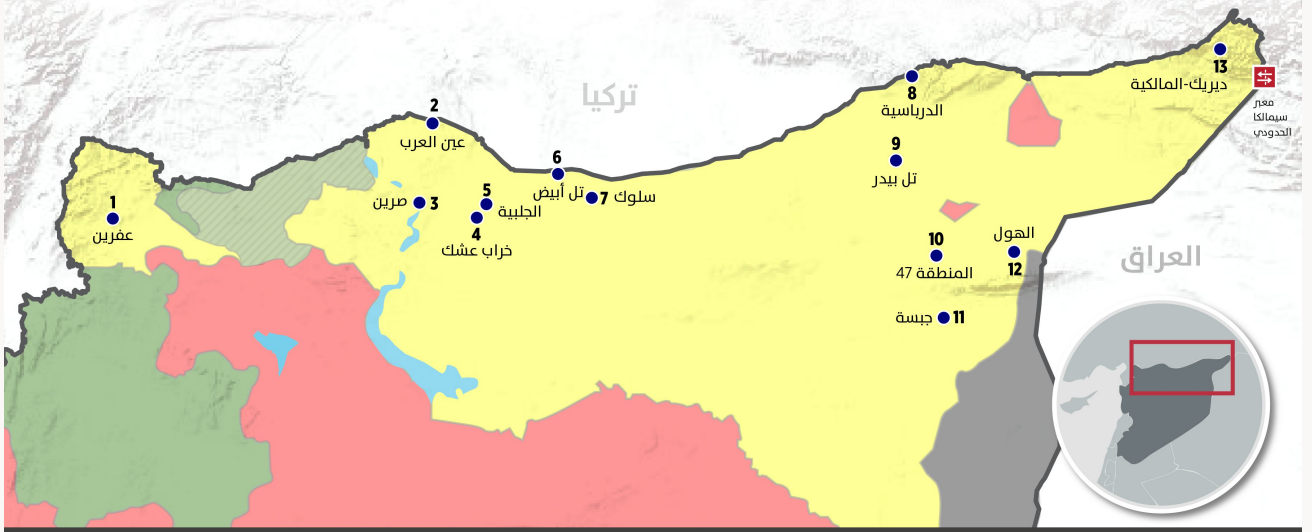 تركيا
العراق
1
عفرين
2
عين العرب
صرين 3
4
خراب عشك
5
الجلبية
6
تل أبيض
7 سلوك
8
الدرباسية
9
تل بيدر
10
المنطقة 47
جبسة 11
الهول
12
13
ديريك-المالكية
معبر
سيمالكا
الحدودي